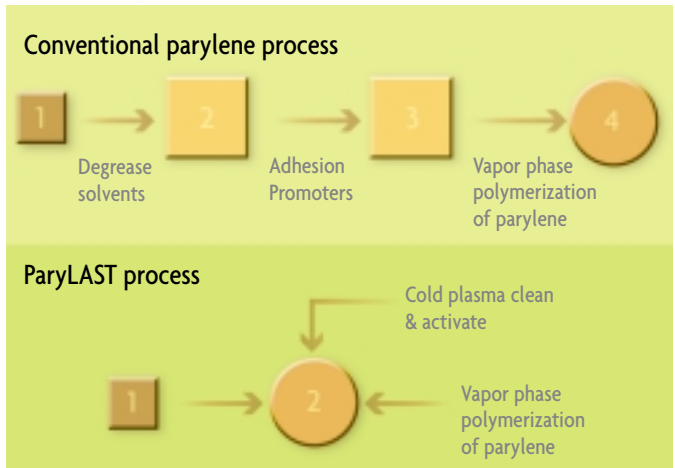 Conventional parylene process
1
2
3
4
Degrease
solvents
Adhesion
Promoters
Vapor phase
polymerization
of parylene
ParyLAST process
Cold plasma clean
& activate
1
2
Vapor phase
polymerization
of parylene